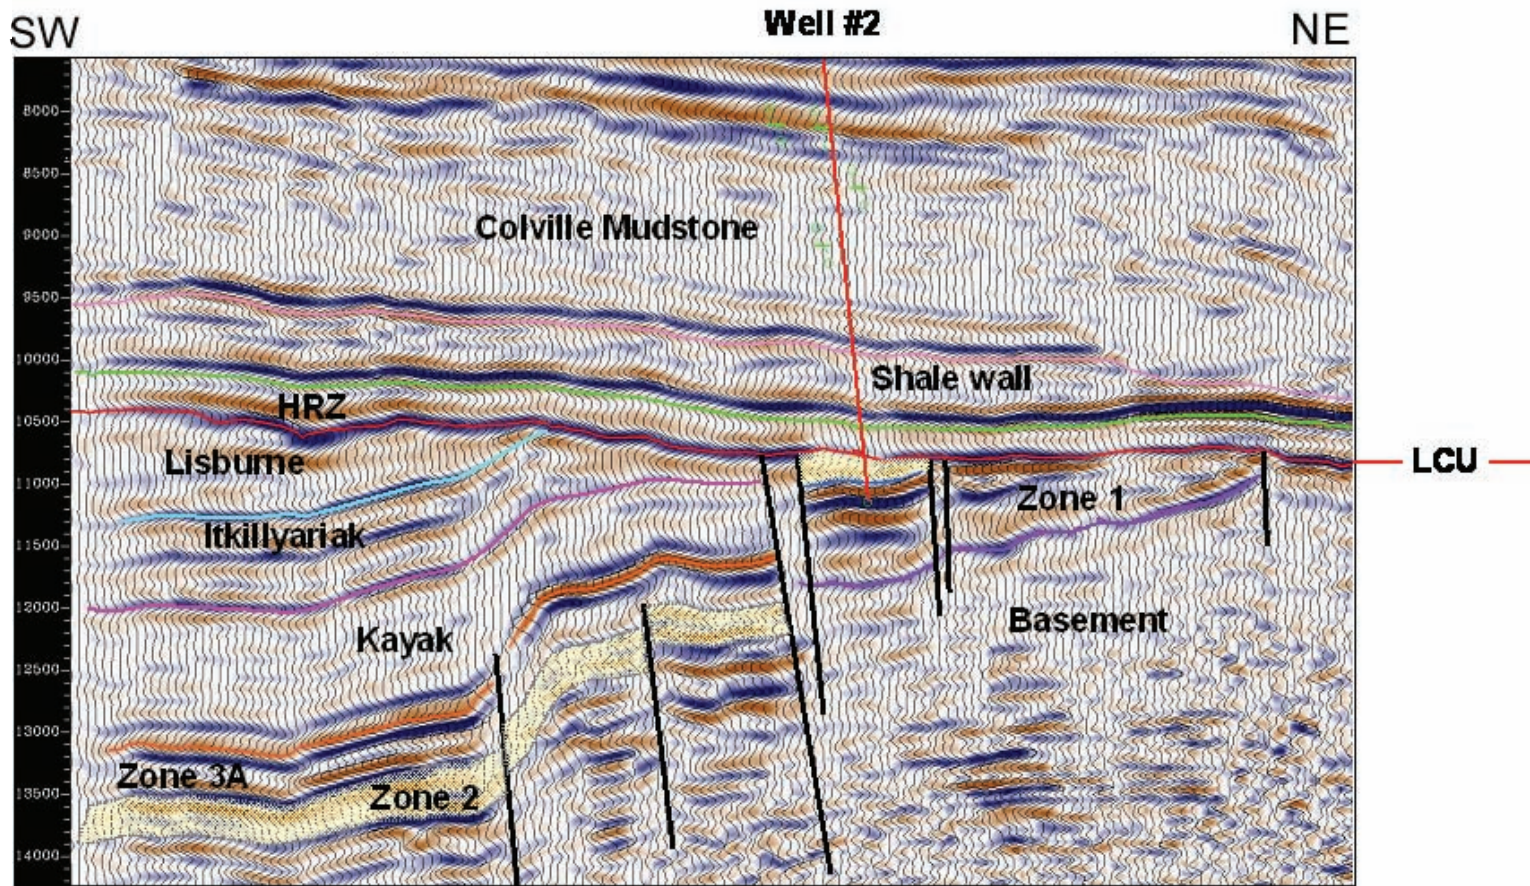 SW
Well #2
NE
8000
8500
9000
9500
10000
10500
11000
11500
12000
12500
13000
13500
14000
Colville Mudstone
Shale wall
HRZ
Lisburne
LCU
Zone 1
Itkillyariak
Basement
Kayak
Zone 3A
Zone 2